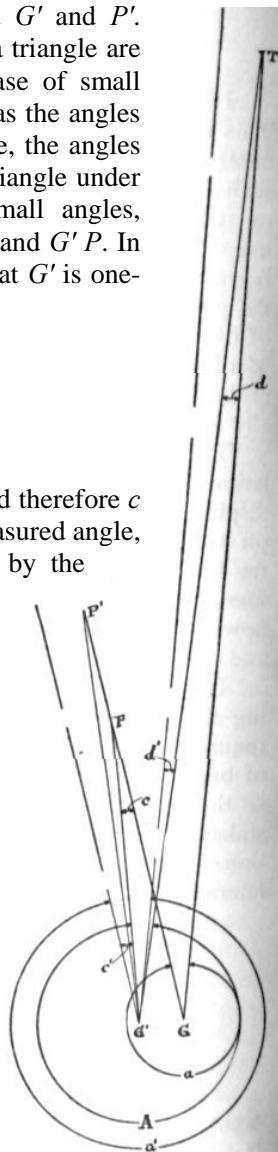 G' and P'.
a triangle are
ase of small
as the angles
e, the angles
iangle under
mall angles,
and G' P. In
at G' is one-
d therefore c
asured angle,
by the
T
d
P'
P
d'
c
c'
G'
G
a
A
a'